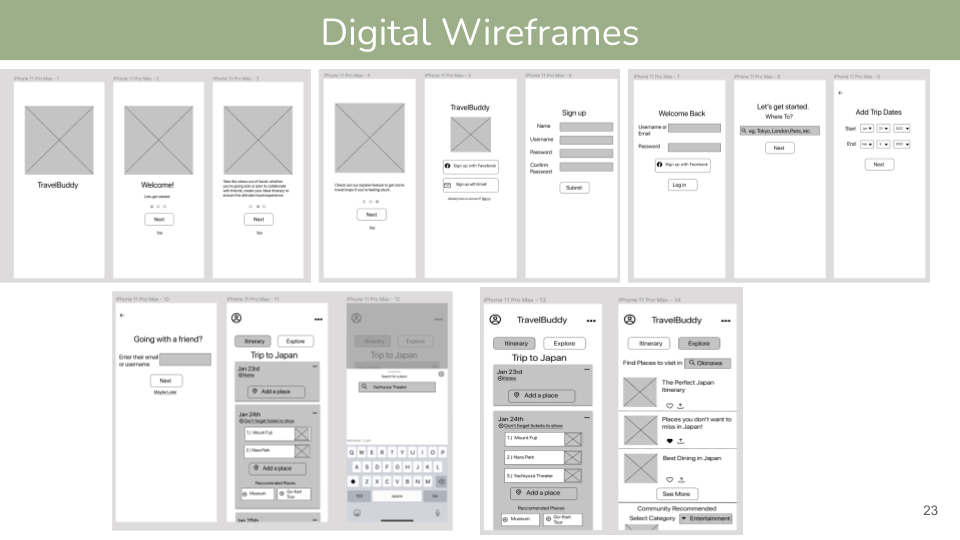 Digital Wireframes
iPhone 11 Pro Max - 1
iPhone 11 Pro Max - 2
iPhone 11 Pro Max - 3
TravelBuddy
Welcome!
Lets get started
Next
Take the stress out of travel, whether
you're going solo or plan to collaborate
with friends, create your ideal itinerary to
ensure the ultimate travel experience.
Next
iPhone 11 Pro Max - 4
iPhone 11 Pro Max - 5
iPhone 11 Pro Max - 6
Check out our explore feature to get some
travel inspo if you're feeling stuck.
Next
TravelBuddy
Sign up with Facebook
Sign up with Email
Already have an account? Sign in
Sign up
Name
Username
Password
Confirm
Password
Submit
iPhone 11 Pro Max - 7
iPhone 11 Pro Max - 8
iPhone 11 Pro Max - 9
Welcome Back
Username or
Email
Password
Sign up with Facebook
Log in
Let's get started.
Where To?
eg. Tokyo, London, Paris, etc.
Next
Add Trip Dates
Start
End
Next
iPhone 11 Pro Max - 10
iPhone 11 Pro Max - 11
iPhone 11 Pro Max - 12
Going with a friend?
Enter their email
or username
Next
Maybe Later
Itinerary
Explore
Trip to Japan
Jan 23rd
Notes
Add a place
Jan 24th
Don't forget tickets to show
1.) Mount Fuji
2.) Nara Park
Add a place
Recommended Places
Museum
Go-Kart
Tour
Itinerary
Explore
Trip to Japan
Search for a place
Yachiyoza Theater
Q W E R T Y U I O P
A S D F G H J K L
Z X C V B N M
space
iPhone 11 Pro Max - 13
iPhone 11 Pro Max - 14
TravelBuddy
Itinerary
Explore
Trip to Japan
Jan 23rd
Notes
Add a place
Jan 24th
Don't forget tickets to show
1.) Mount Fuji
2.) Nara Park
3.) Yachiyoza Theater
Add a place
Recommended Places
Museum
Go-Kart
Tour
TravelBuddy
Itinerary
Explore
Find Places to visit in
Okinawa
The Perfect Japan
Itinerary
Places you don't want to
miss in Japan!
Best Dining in Japan
See More
Community Recommended
Select Category
Entertainment
23